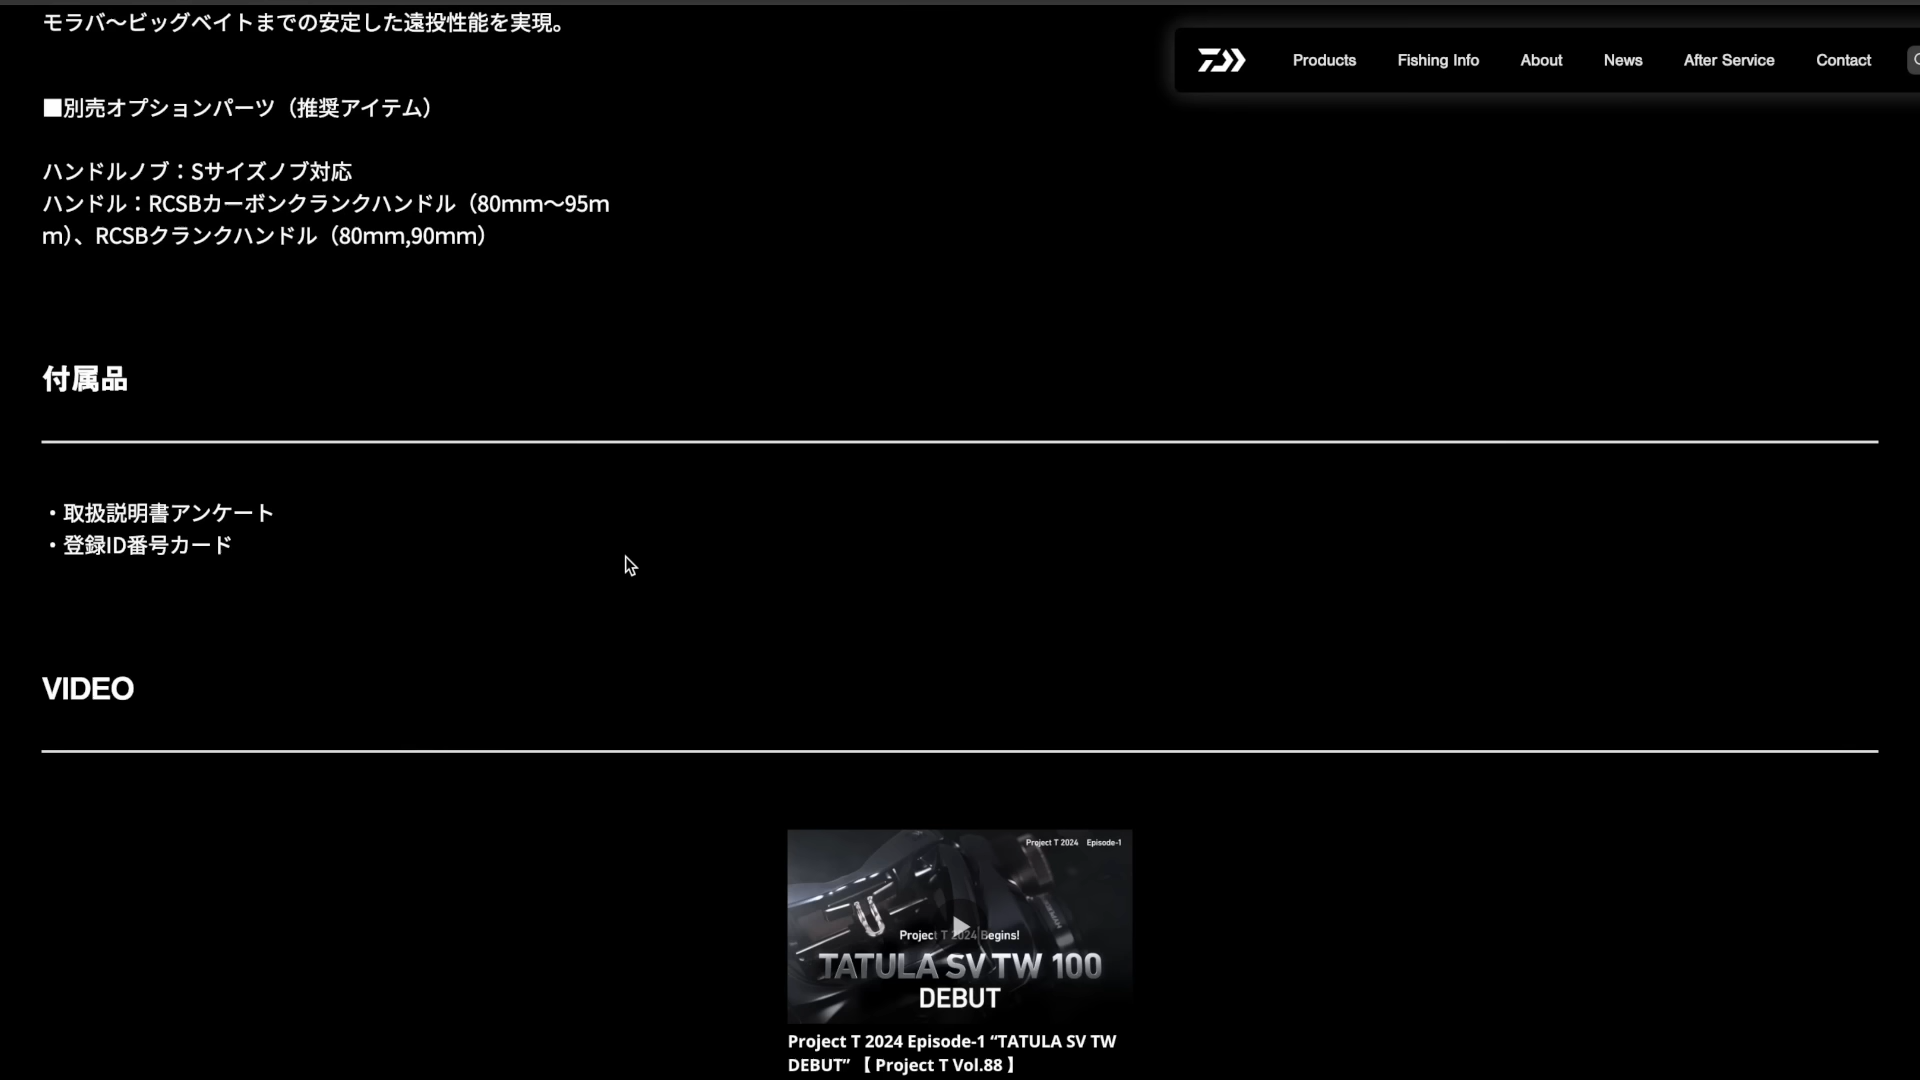 モラバ〜ビッグベイトまでの安定した遠投性能を実現。
Products
Fishing Info
About
News
After Service
Contact
■別売オプションパーツ（推奨アイテム）
ハンドルノブ：Sサイズノブ対応
ハンドル：RCSBカーボンクランクハンドル（80mm〜95m
m）、RCSBクランクハンドル（80mm,90mm）
付属品
・取扱説明書アンケート
・登録ID番号カード
VIDEO
Project T 2024 Episode-1
Project T 2024 Begins!
TATULA SV TW 100
DEBUT
Project T 2024 Episode-1 “TATULA SV TW
DEBUT” 【 Project T Vol.88 】